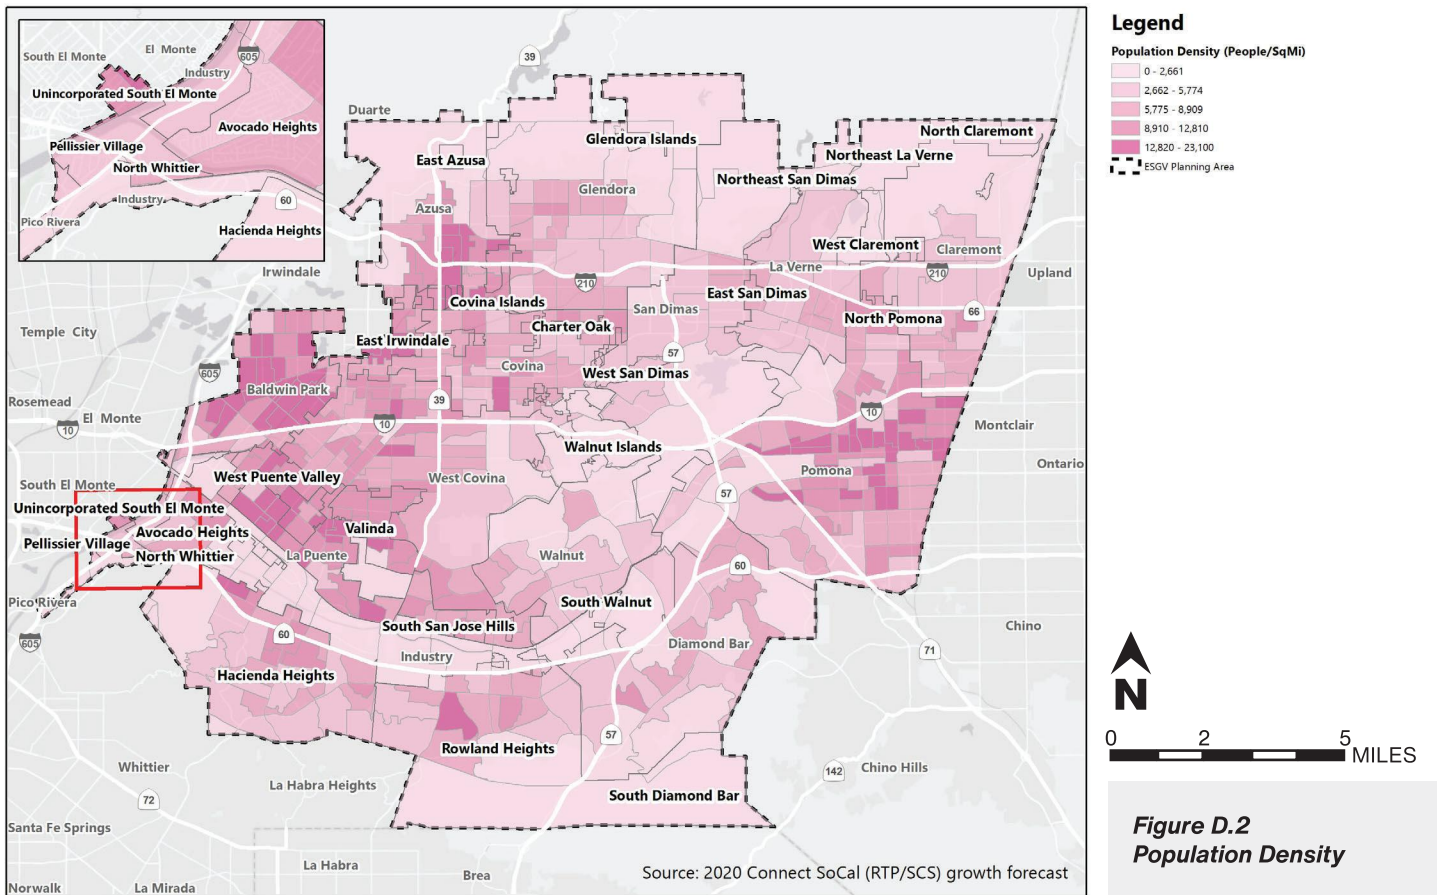 South El Monte
El Monte
605
Industry
Unincorporated South El Monte
Avocado Heights
Pellissier Village
North Whittier
Industry
60
Pico Rivera
Hacienda Heights
39
Duarte
Glendora Islands
North Claremont
East Azusa
Northeast La Verne
Northeast San Dimas
Glendora
Azusa
West Claremont
Claremont
Irwindale
La Verne
210
Upland
210
East San Dimas
Covina Islands
San Dimas
66
North Pomona
Temple City
Charter Oak
East Irwindale
57
605
Covina
West San Dimas
Baldwin Park
Rosemead
39
El Monte
10
10
10
Montclair
Walnut Islands
Ontario
Pomona
West Puente Valley
West Covina
South El Monte
57
Unincorporated South El Monte
Valinda
Avocado Heights
Pellissier Village
North Whittier
La Puente
Walnut
60
Pico Rivera
South Walnut
South San Jose Hills
Chino
605
60
Diamond Bar
71
Industry
Hacienda Heights
57
Rowland Heights
Whittier
Chino Hills
142
La Habra Heights
72
South Diamond Bar
Santa Fe Springs
La Habra
Brea
Source: 2020 Connect SoCal (RTP/SCS) growth forecast
Norwalk
La Mirada
Legend
Population Density (People/SqMi)
0 - 2,661
2,662 - 5,774
5,775 - 8,909
8,910 - 12,810
12,820 - 23,100
ESGV Planning Area
N
0 2 5
MILES
Figure D.2
Population Density